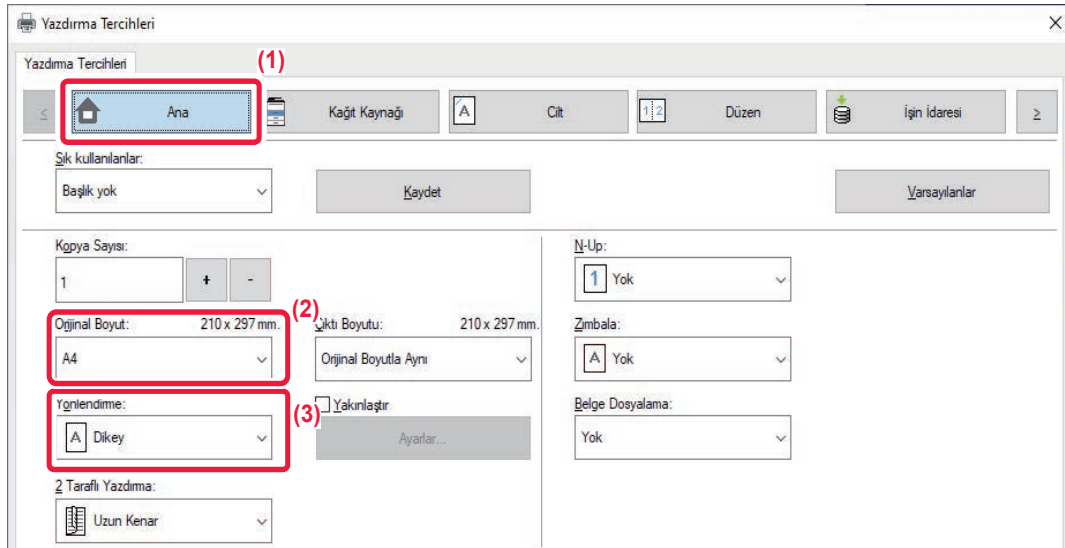 Yazdırma Tercihleri
Yazdırma Tercihleri
(1)
Ana
Kağıt Kaynağı
A
Cilt
1 2
Düzen
İşin İdaresi
Sık kullanılanlar:
Başlık yok
Kaydet
Varsayılanlar
Kopya Sayısı:
1
+
-
N-Up:
1 Yok
(2)
Orijinal Boyut: 210 x 297 mm.
A4
Çıktı Boyutu: 210 x 297 mm.
Orijinal Boyutla Aynı
Zımbala:
A Yok
(3)
Yönlendirme:
A Dikey
Yakınlaştır
Ayarlar...
Belge Dosyalama:
Yok
2 Taraflı Yazdırma:
Uzun Kenar